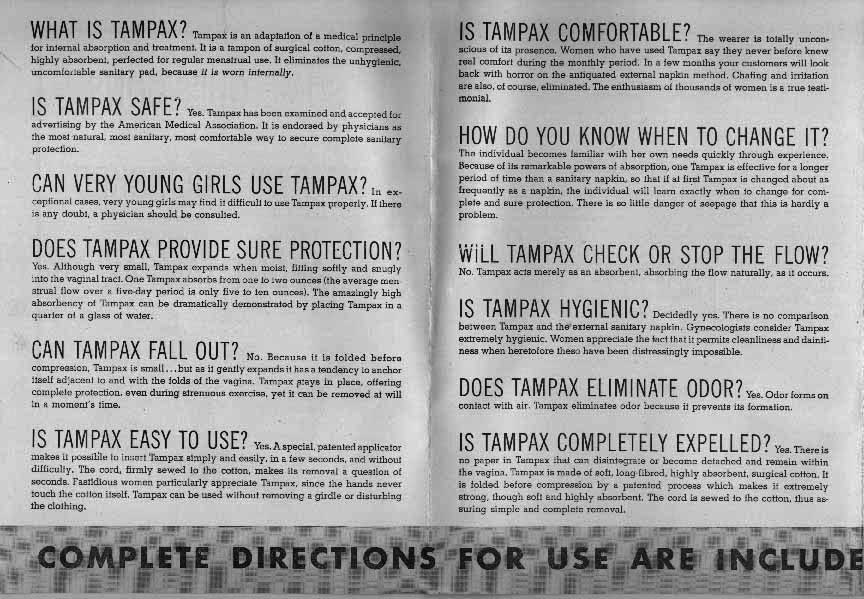 WHAT IS TAMPAX? Tampax is an adaptation of a medical principle
for internal absorption and treatment. It is a tampon of surgical cotton, compressed,
highly absorbent, perfected for regular menstrual use. It eliminates the unhygienic,
uncomfortable sanitary pad, because it is worn internally.
IS TAMPAX SAFE? Yes. Tampax has been examined and accepted for
advertising by the American Medical Association. It is endorsed by physicians as
the most natural, most sanitary, most comfortable way to secure complete sanitary
protection.
CAN VERY YOUNG GIRLS USE TAMPAX? In ex-
ceptional cases, very young girls may find it difficult to use Tampax properly. If there
is any doubt, a physician should be consulted.
DOES TAMPAX PROVIDE SURE PROTECTION?
Yes. Although very small, Tampax expands when moist, fitting softly and snugly
into the vaginal tract. One Tampax absorbs from one to two ounces (the average men-
strual flow over a five-day period is only five to ten ounces). The amazingly high
absorbency of Tampax can be dramatically demonstrated by placing Tampax in a
quarter of a glass of water.
CAN TAMPAX FALL OUT? No. Because it is folded before
compression, Tampax is small...but as it gently expands it has a tendency to anchor
itself adjacent to and with the folds of the vagina. Tampax stays in place, offering
complete protection, even during strenuous exercise, yet it can be removed at will
in a moment's time.
IS TAMPAX EASY TO USE? Yes. A special, patented applicator
makes it possible to insert Tampax simply and easily, in a few seconds, and without
difficulty. The cord, firmly sewed to the cotton, makes its removal a question of
seconds. Fastidious women particularly appreciate Tampax, since the hands never
touch the cotton itself. Tampax can be used without removing a girdle or disturbing
the clothing.
IS TAMPAX COMFORTABLE? The wearer is totally uncon-
scious of its presence. Women who have used Tampax say they never before knew
real comfort during the monthly period. In a few months your customers will look
back with horror on the antiquated external napkin method. Chafing and irritation
are also, of course, eliminated. The enthusiasm of thousands of women is a true testi-
monial.
HOW DO YOU KNOW WHEN TO CHANGE IT?
The individual becomes familiar with her own needs quickly through experience.
Because of its remarkable powers of absorption, one Tampax is effective for a longer
period of time than a sanitary napkin, so that if at first Tampax is changed about as
frequently as a napkin, the individual will learn exactly when to change for com-
plete and sure protection. There is so little danger of seepage that this is hardly a
problem.
WILL TAMPAX CHECK OR STOP THE FLOW?
No. Tampax acts merely as an absorbent, absorbing the flow naturally, as it occurs.
IS TAMPAX HYGIENIC? Decidedly yes. There is no comparison
between Tampax and the external sanitary napkin. Gynecologists consider Tampax
extremely hygienic. Women appreciate the fact that it permits cleanliness and dainti-
ness when heretofore these have been distressingly impossible.
DOES TAMPAX ELIMINATE ODOR? Yes. Odor forms on
contact with air. Tampax eliminates odor because it prevents its formation.
IS TAMPAX COMPLETELY EXPELLED? Yes. There is
no paper in Tampax that can disintegrate or become detached and remain within
the vagina. Tampax is made of soft, long-fibred, highly absorbent, surgical cotton. It
is folded before compression by a patented process which makes it extremely
strong, though soft and highly absorbent. The cord is sewed to the cotton, thus as-
suring simple and complete removal.
COMPLETE DIRECTIONS FOR USE ARE INCLUDE